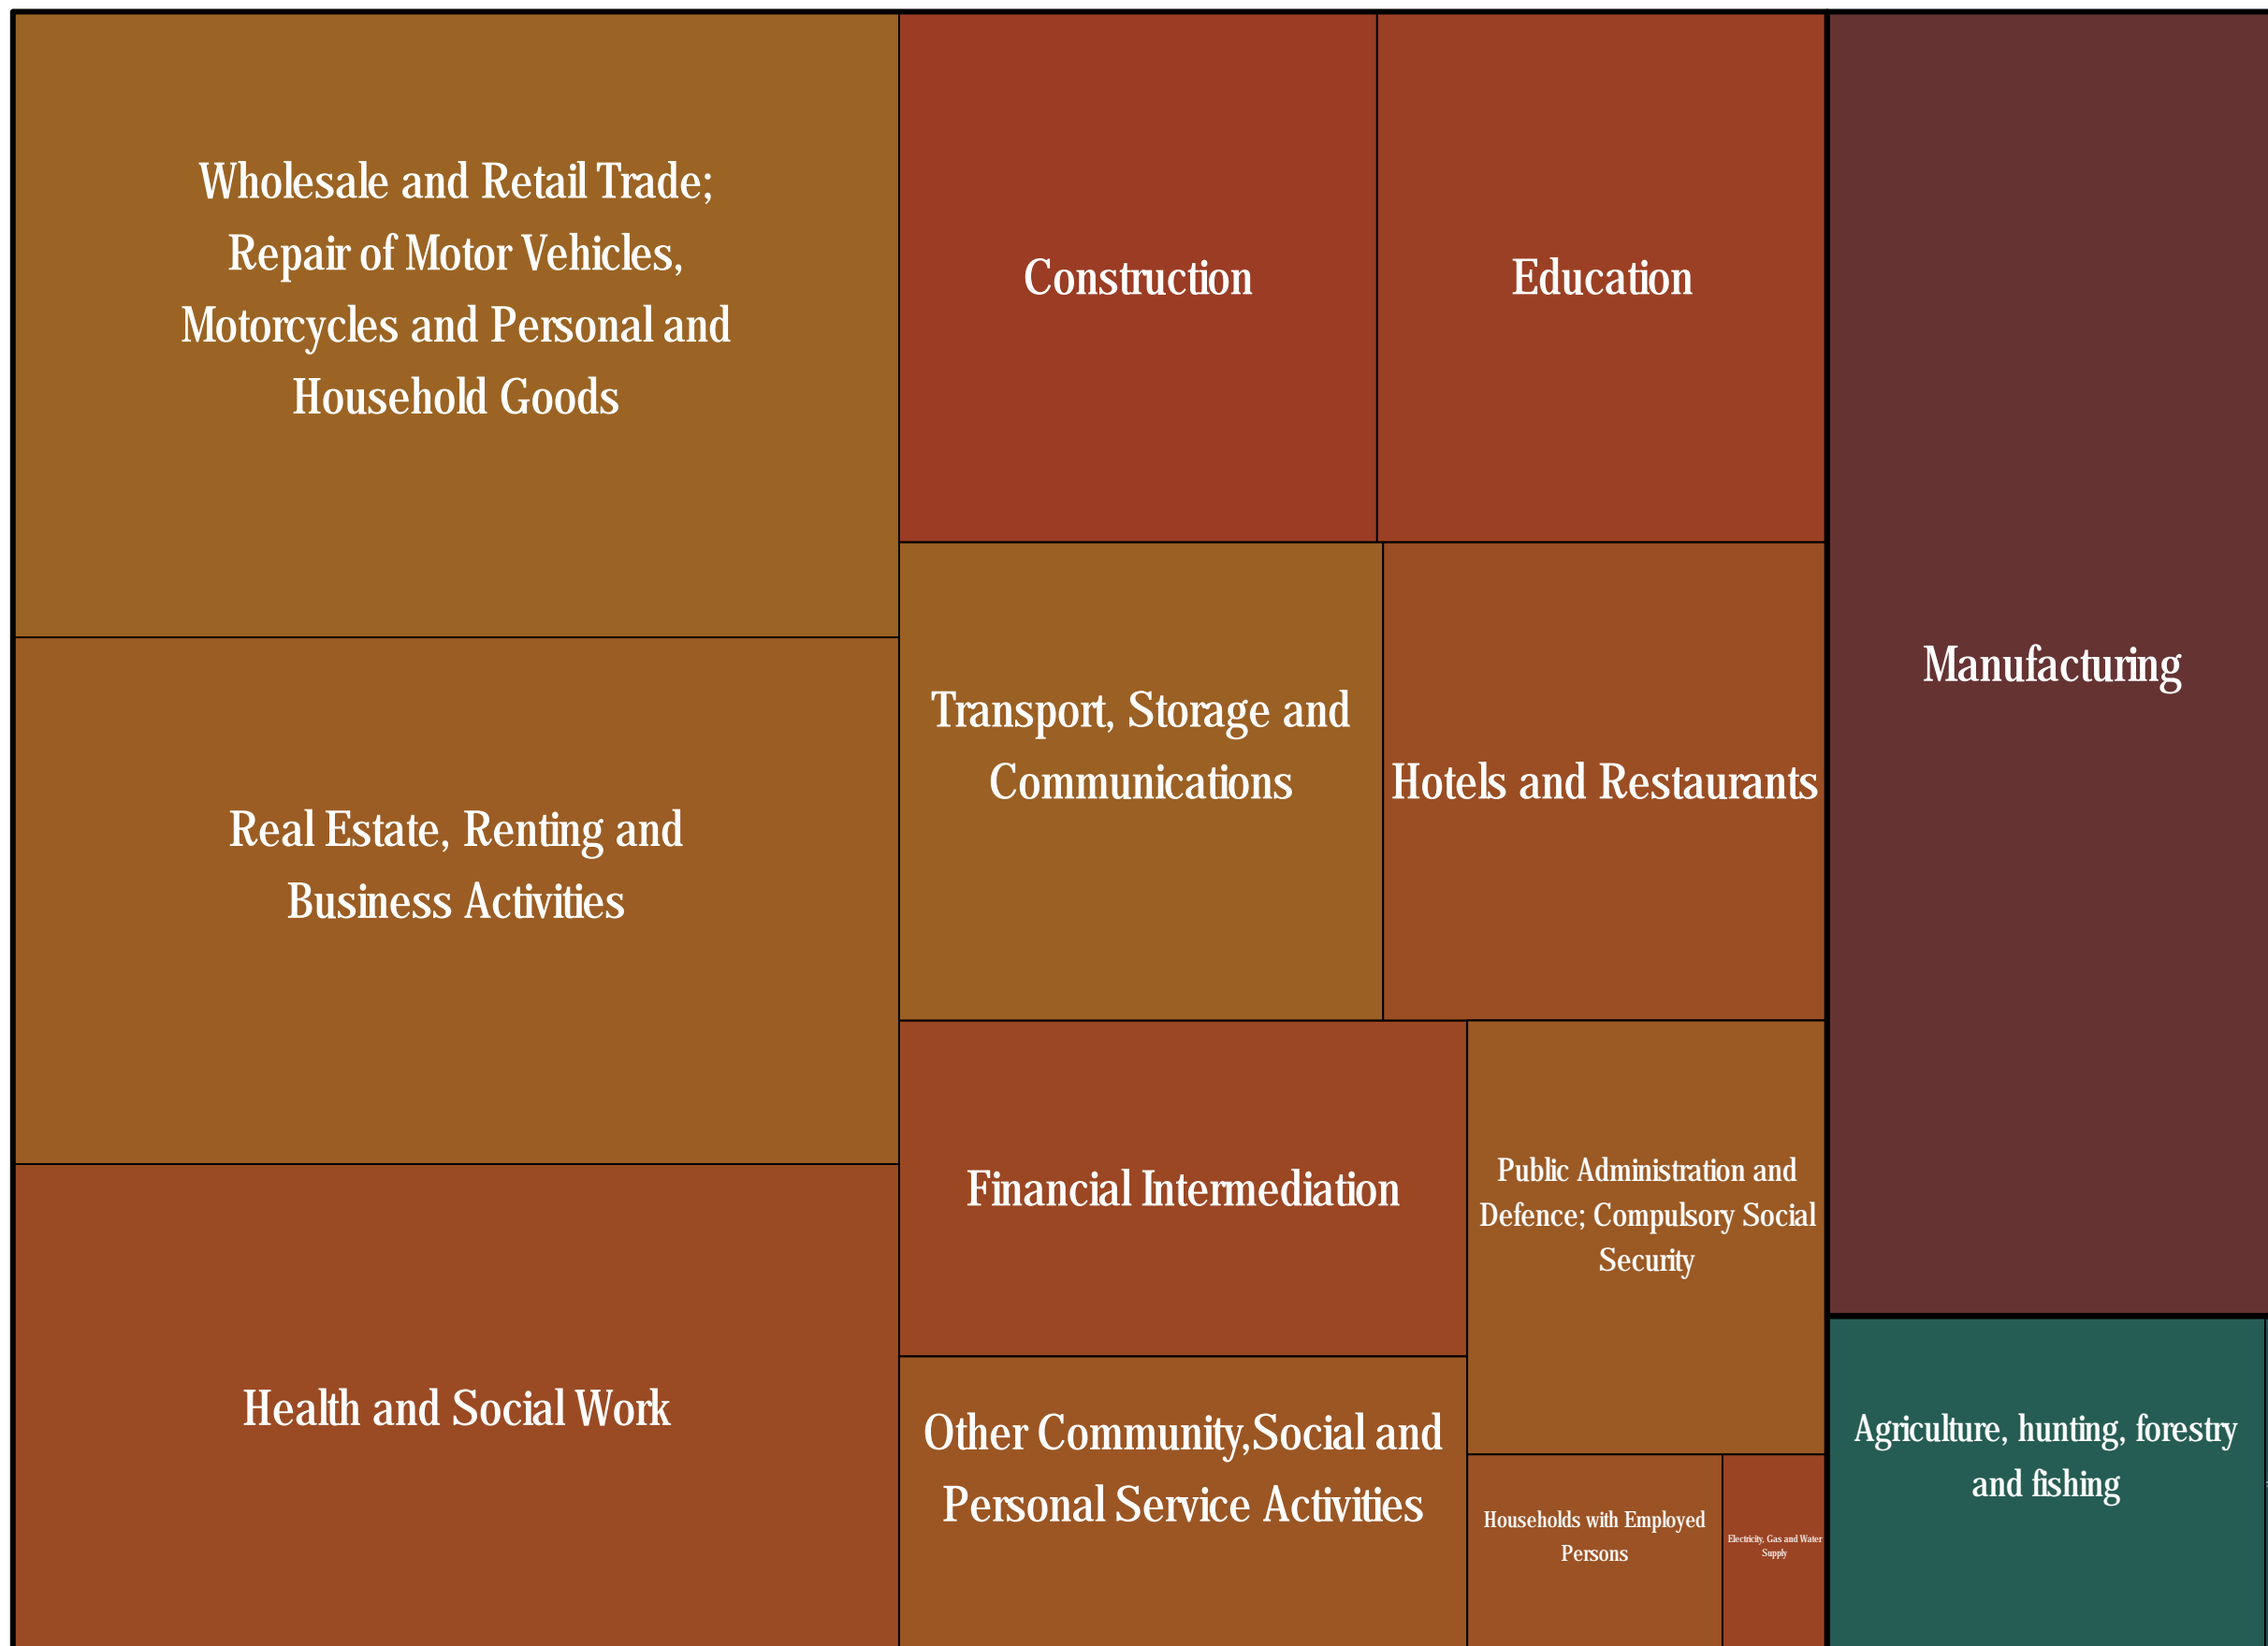 Wholesale and Retail Trade;
Repair of Motor Vehicles,
Motorcycles and Personal and
Household Goods
Construction
Education
Manufacturing
Transport, Storage and
Communications
Hotels and Restaurants
Real Estate, Renting and
Business Activities
Financial Intermediation
Public Administration and
Defence; Compulsory Social
Security
Health and Social Work
Other Community,Social and
Personal Service Activities
Households with Employed
Persons
Electricity, Gas and Water
Supply
Agriculture, hunting, forestry
and fishing